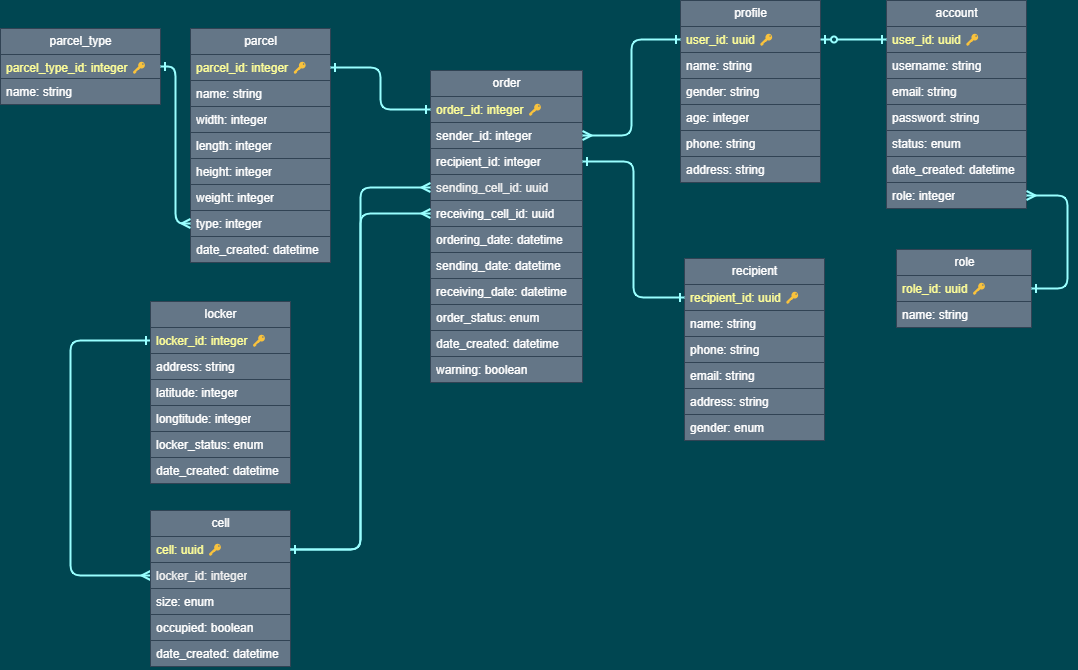 parcel_type
parcel_type_id: integer 🔑
name: string
parcel
parcel_id: integer 🔑
name: string
width: integer
length: integer
height: integer
weight: integer
type: integer
date_created: datetime
order
order_id: integer 🔑
sender_id: integer
recipient_id: integer
sending_cell_id: uuid
receiving_cell_id: uuid
ordering_date: datetime
sending_date: datetime
receiving_date: datetime
order_status: enum
date_created: datetime
warning: boolean
profile
user_id: uuid 🔑
name: string
gender: string
age: integer
phone: string
address: string
account
user_id: uuid 🔑
username: string
email: string
password: string
status: enum
date_created: datetime
role: integer
role
role_id: uuid 🔑
name: string
recipient
recipient_id: uuid 🔑
name: string
phone: string
email: string
address: string
gender: enum
locker
locker_id: integer 🔑
address: string
latitude: integer
longtitude: integer
locker_status: enum
date_created: datetime
cell
cell: uuid 🔑
locker_id: integer
size: enum
occupied: boolean
date_created: datetime